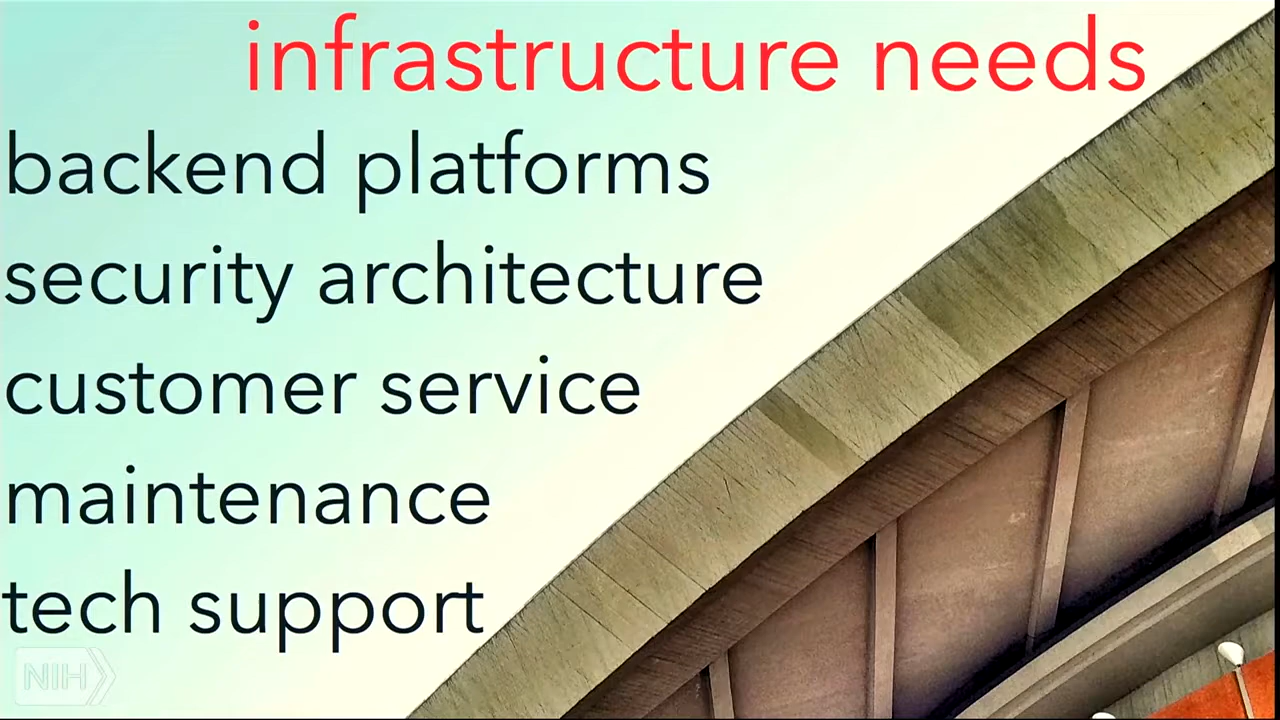 infrastructure needs
backend platforms
security architecture
customer service
maintenance
tech support
NIH